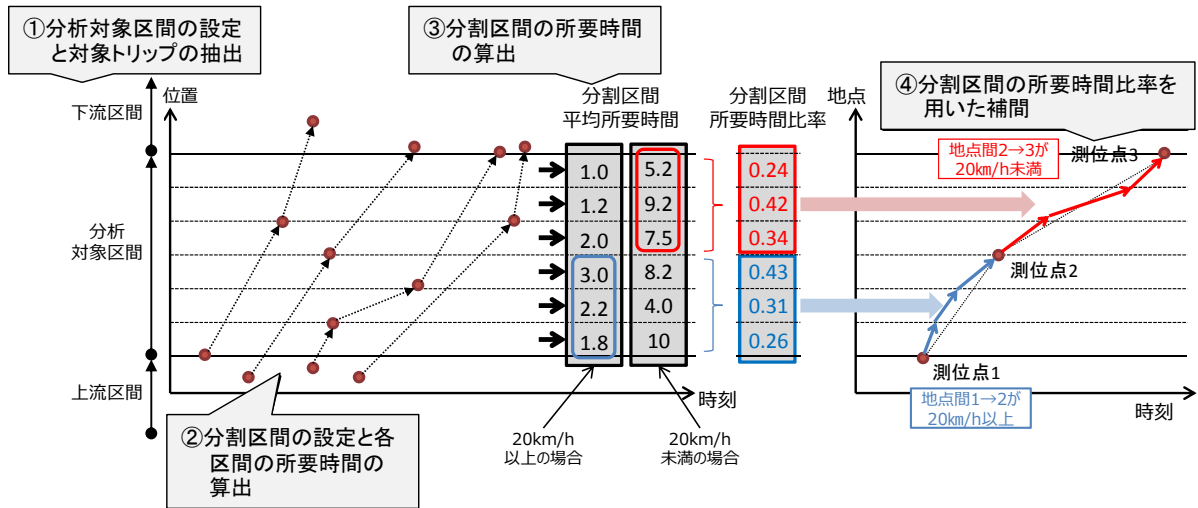 ①分析対象区間の設定
と対象トリップの抽出
③分割区間の所要時間
の算出
④分割区間の所要時間比率を
用いた補間
下流区間
分析
対象区間
上流区間
位置
時刻
②分割区間の設定と各
区間の所要時間の
算出
分割区間
平均所要時間
1.0 5.2
1.2 9.2
2.0 7.5
3.0 8.2
2.2 4.0
1.8 10
20km/h
以上の場合
20km/h
未満の場合
分割区間
所要時間比率
0.24
0.42
0.34
0.43
0.31
0.26
地点
地点間2→3が
20km/h未満
測位点3
測位点2
測位点1
地点間1→2が
20km/h以上
時刻